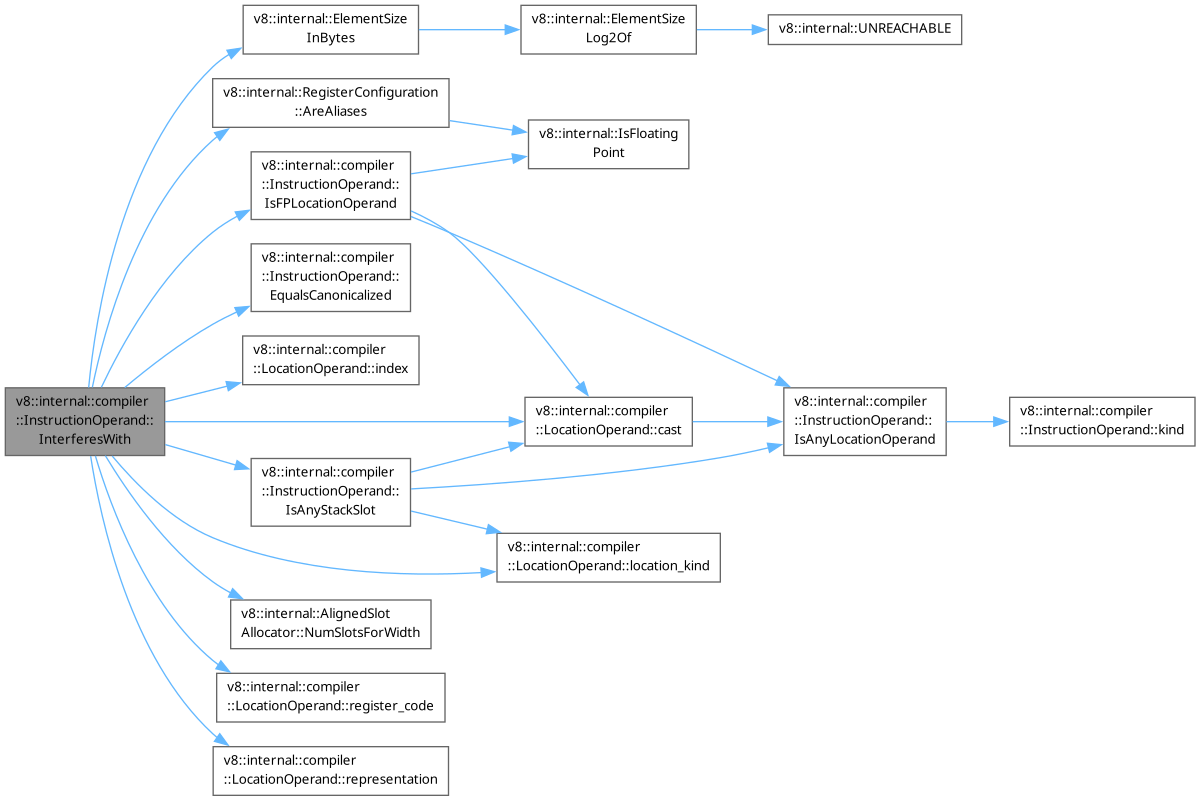 v8::internal::ElementSize
InBytes
v8::internal::ElementSize
Log2Of
v8::internal::UNREACHABLE
v8::internal::RegisterConfiguration
::AreAliases
v8::internal::IsFloating
Point
v8::internal::compiler
::InstructionOperand::
IsFPLocationOperand
v8::internal::compiler
::InstructionOperand::
EqualsCanonicalized
v8::internal::compiler
::LocationOperand::index
v8::internal::compiler
::InstructionOperand::
InterferesWith
v8::internal::compiler
::LocationOperand::cast
v8::internal::compiler
::InstructionOperand::
IsAnyLocationOperand
v8::internal::compiler
::InstructionOperand::kind
v8::internal::compiler
::InstructionOperand::
IsAnyStackSlot
v8::internal::compiler
::LocationOperand::location_kind
v8::internal::AlignedSlot
Allocator::NumSlotsForWidth
v8::internal::compiler
::LocationOperand::register_code
v8::internal::compiler
::LocationOperand::representation